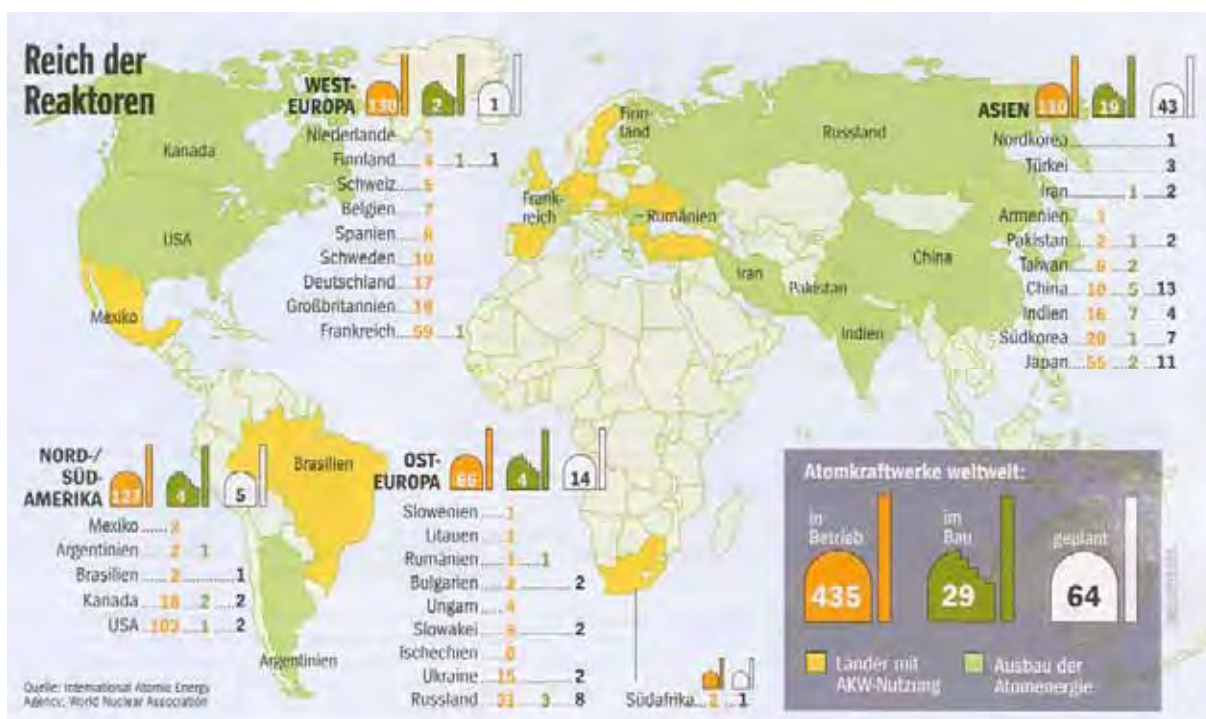 Reich der
Reaktoren
WEST-
EUROPA 130 2 1
Niederlande 1
Finnland 4 1 1
Schweiz 5
Belgien 7
Spanien
Schweden 10
Deutschland 17
Großbritannien
Frankreich 59 1
ASIEN 110 19 43
Nordkorea 1
Türkei 3
Iran 1 2
Armenien 1
Pakistan 2 1 2
Taiwan 6 2
China 10 5 13
Indien 16 7 4
Südkorea 20 1 7
Japan 55 2 11
Kanada
USA
Mexiko
Brasilien
Argentinien
Finn-
land
Frank-
reich
Rumänien
Russland
China
Iran
Pakistan
Indien
NORD-/
SÜD-
AMERIKA 127 4 5
Mexiko 2
Argentinien 2 1
Brasilien 2 1
Kanada 18 2 2
USA 103 1 2
OST-
EUROPA 66 4 14
Slowenien 1
Litauen 1
Rumänien 1 1
Bulgarien 2 2
Ungarn 4
Slowakei 2
Tschechien 6
Ukraine 15 2
Russland 31 3 8
Südafrika 2 1
Atomkraftwerke weltweit:
in
Betrieb
435
im
Bau
29
geplant
64
Länder mit
AKW-Nutzung
Ausbau der
Atomenergie
Quelle: International Atomic Energy
Agency, World Nuclear Association